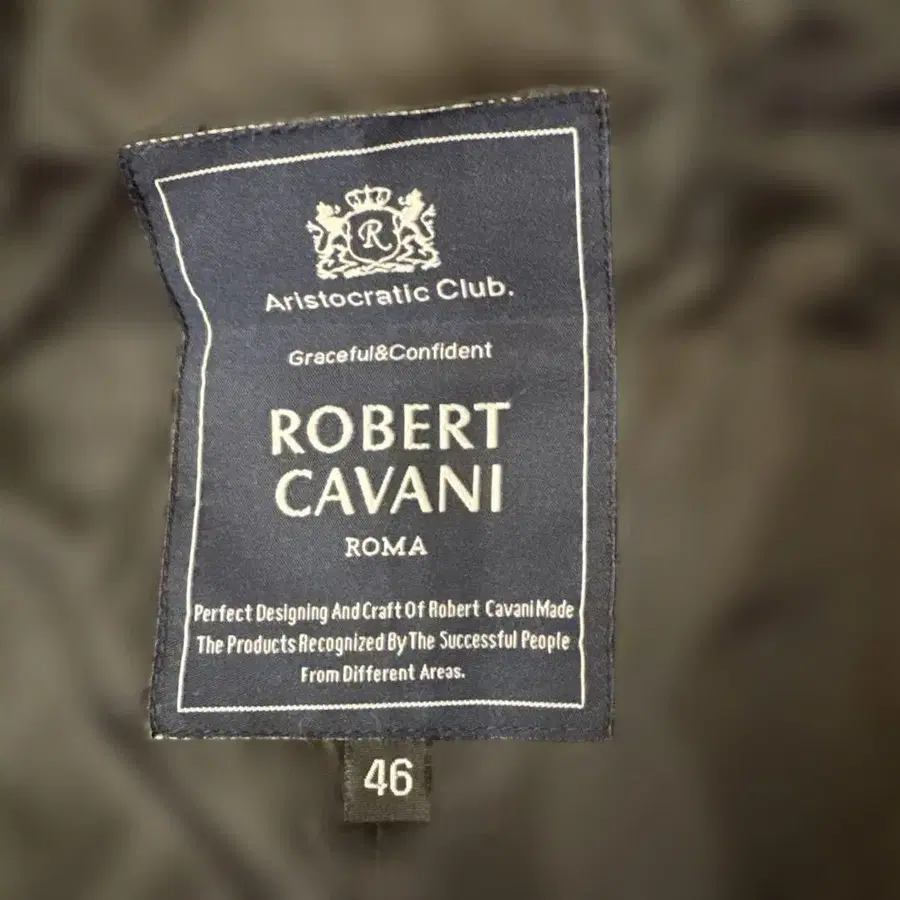 R
Aristocratic Club.
Graceful&Confident
ROBERT
CAVANI
ROMA
Perfect Designing And Craft Of Robert Cavani Made
The Products Recognized By The Successful People
From Different Areas.
46